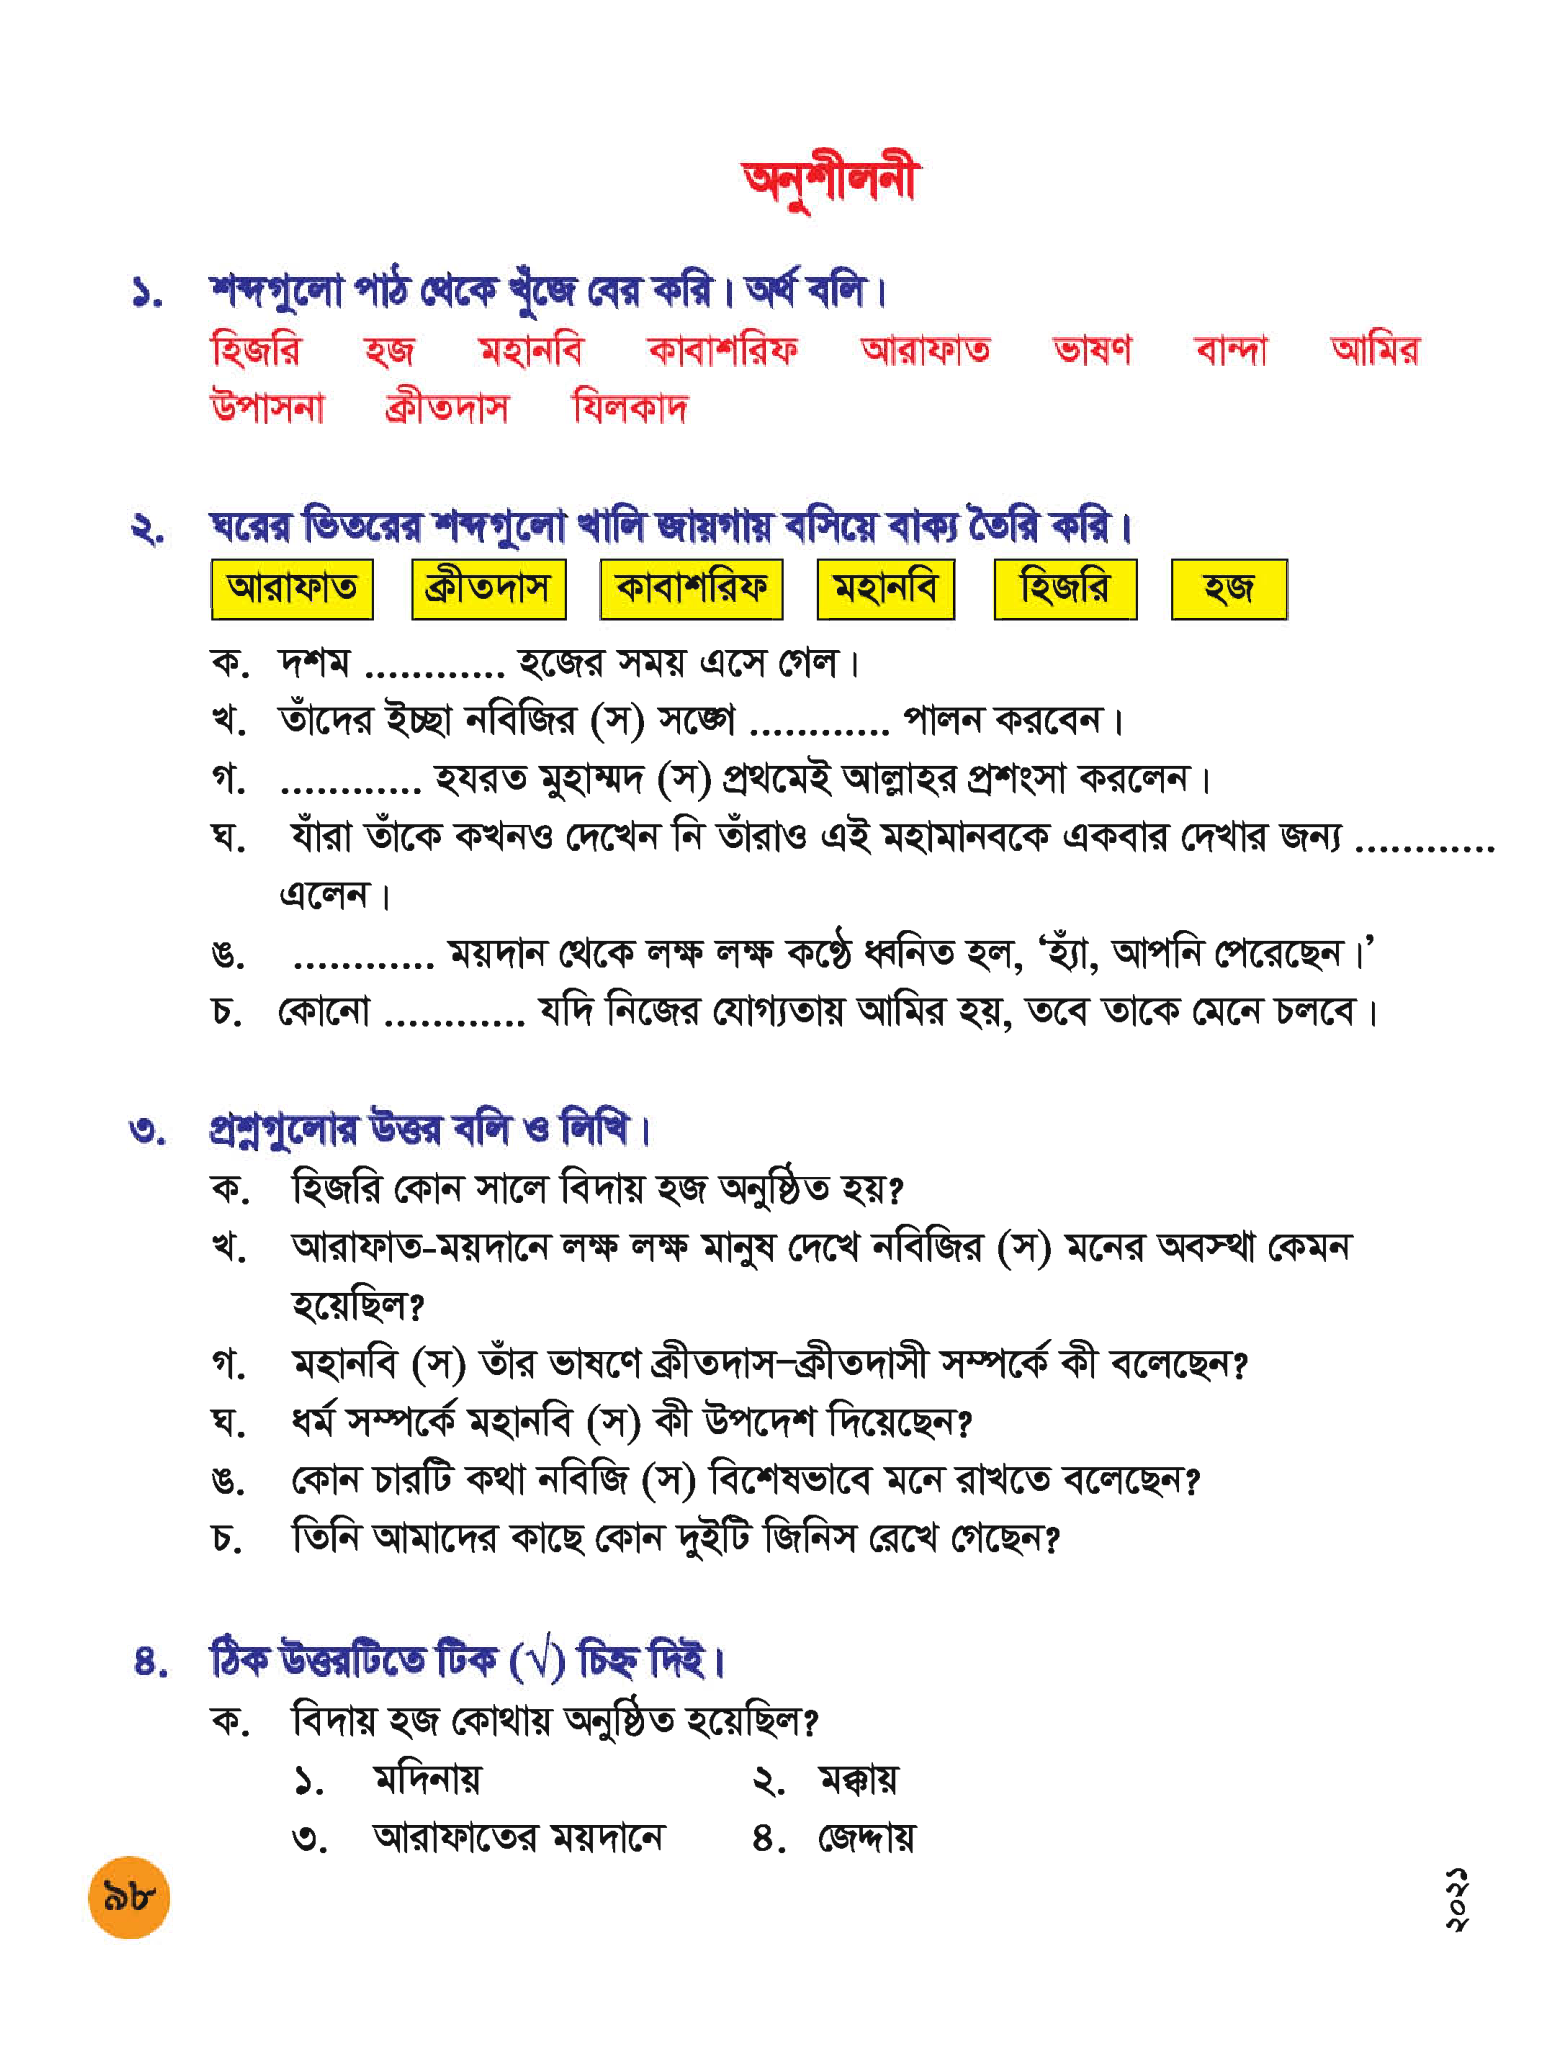 অনুশীলনী
১. শব্দগুলো পাঠ থেকে খুঁজে বের করি। অর্থ বলি।
হিজরি হজ মহানবি কাবাশরিফ আরাফাত ভাষণ বান্দা আমির
উপাসনা ক্রীতদাস যিলকাদ
২. ঘরের ভিতরের শব্দগুলো খালি জায়গায় বসিয়ে বাক্য তৈরি করি।
আরাফাত ক্রীতদাস কাবাশরিফ মহানবি হিজরি হজ
ক. দশম ............ হজের সময় এসে গেল।
খ. তাঁদের ইচ্ছা নবিজির (স) সঙ্গে ............ পালন করবেন।
গ. ............ হযরত মুহাম্মদ (স) প্রথমেই আল্লাহর প্রশংসা করলেন।
ঘ. যাঁরা তাঁকে কখনও দেখেন নি তাঁরাও এই মহামানবকে একবার দেখার জন্য ............
এলেন।
ঙ. ............ ময়দান থেকে লক্ষ লক্ষ কণ্ঠে ধ্বনিত হল, ‘হ্যাঁ, আপনি পেরেছেন।’
চ. কোনো ............ যদি নিজের যোগ্যতায় আমির হয়, তবে তাকে মেনে চলবে।
৩. প্রশ্নগুলোর উত্তর বলি ও লিখি।
ক. হিজরি কোন সালে বিদায় হজ অনুষ্ঠিত হয়?
খ. আরাফাত-ময়দানে লক্ষ লক্ষ মানুষ দেখে নবিজির (স) মনের অবস্থা কেমন
হয়েছিল?
গ. মহানবি (স) তাঁর ভাষণে ক্রীতদাস–ক্রীতদাসী সম্পর্কে কী বলেছেন?
ঘ. ধর্ম সম্পর্কে মহানবি (স) কী উপদেশ দিয়েছেন?
ঙ. কোন চারটি কথা নবিজি (স) বিশেষভাবে মনে রাখতে বলেছেন?
চ. তিনি আমাদের কাছে কোন দুইটি জিনিস রেখে গেছেন?
৪. ঠিক উত্তরটিতে টিক (√) চিহ্ন দিই।
ক. বিদায় হজ কোথায় অনুষ্ঠিত হয়েছিল?
১. মদিনায় ২. মক্কায়
৩. আরাফাতের ময়দানে ৪. জেদ্দায়
৯৮
২০২১